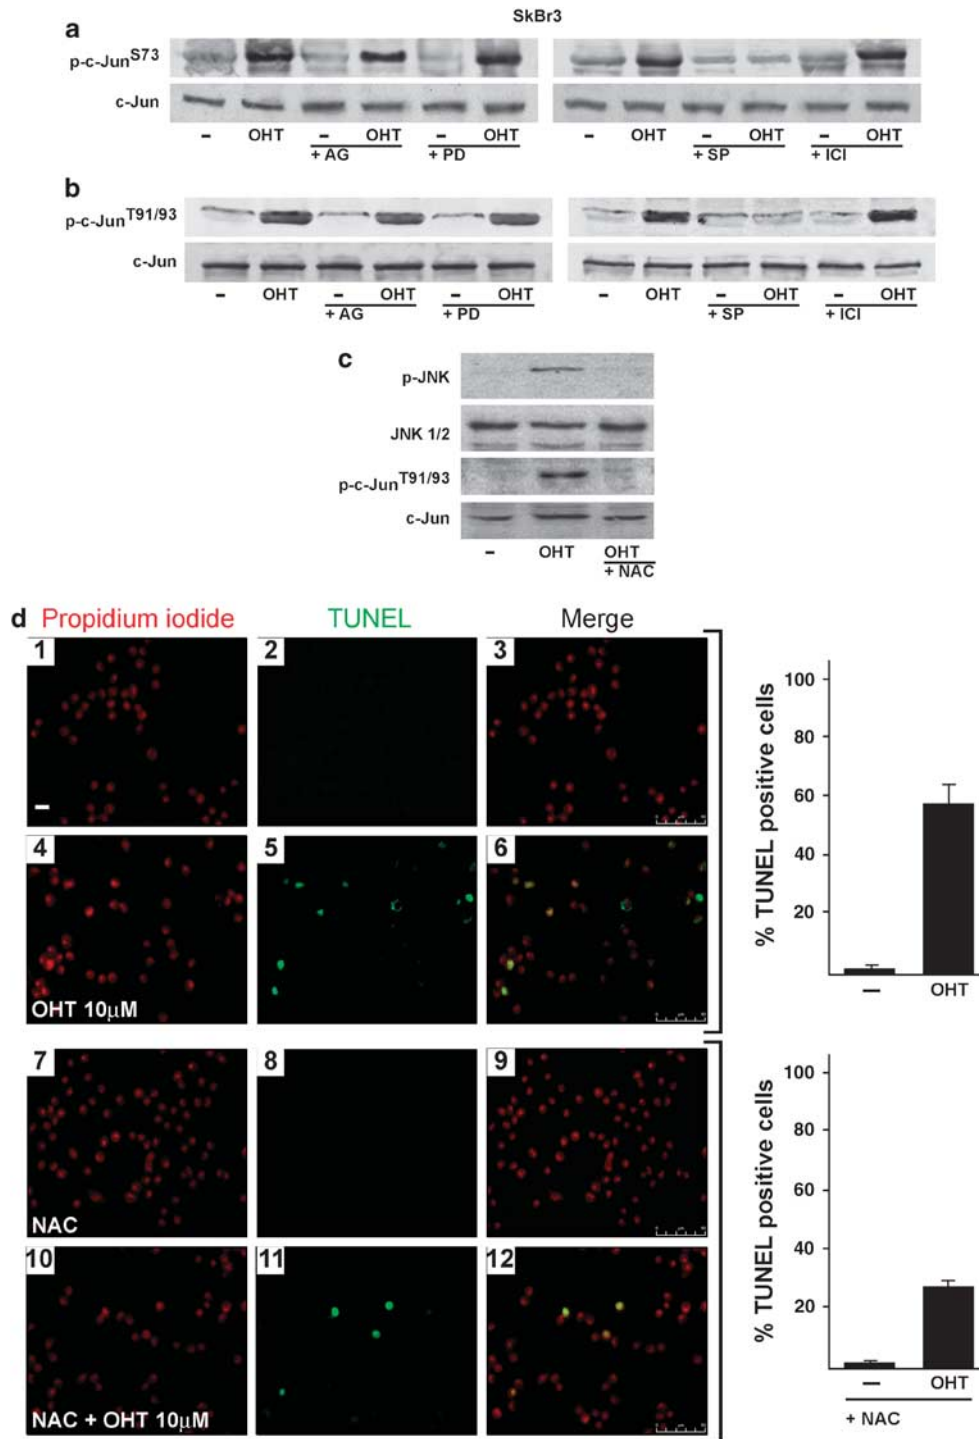 SkBr3
a
p-c-Jun^S73
c-Jun
– OHT – OHT – OHT – OHT – OHT – OHT
+ AG + PD + SP + ICI
b
p-c-Jun^T91/93
c-Jun
– OHT – OHT – OHT – OHT – OHT – OHT
+ AG + PD + SP + ICI
c
p-JNK
JNK 1/2
p-c-Jun^T91/93
c-Jun
– OHT OHT
+ NAC
d Propidium iodide TUNEL Merge
1 2 3
4 5 6
OHT 10µM
7 8 9
NAC
10 11 12
NAC + OHT 10µM
% TUNEL positive cells
100
80
60
40
20
– OHT
% TUNEL positive cells
100
80
60
40
20
– OHT
+ NAC